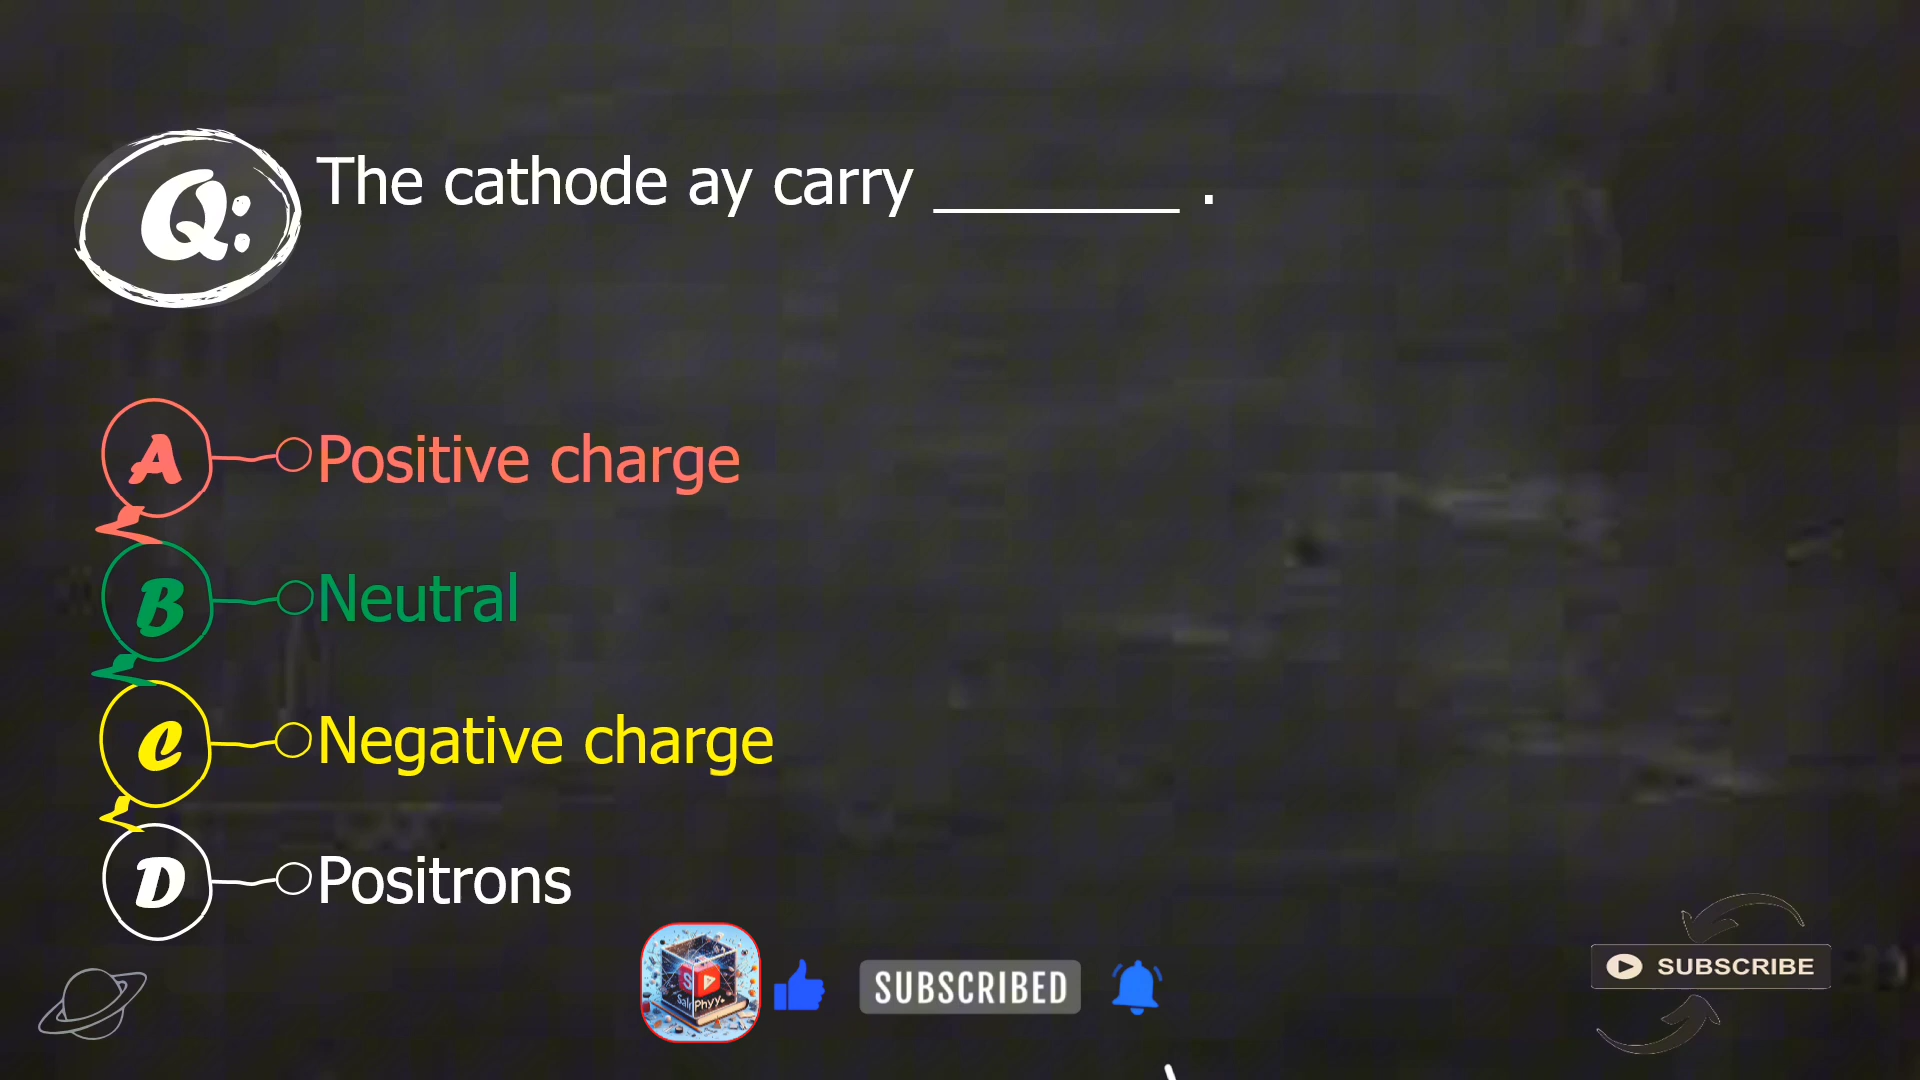 Q: The cathode ay carry ________ .
A Positive charge
B Neutral
C Negative charge
D Positrons
SUBSCRIBED
SUBSCRIBE